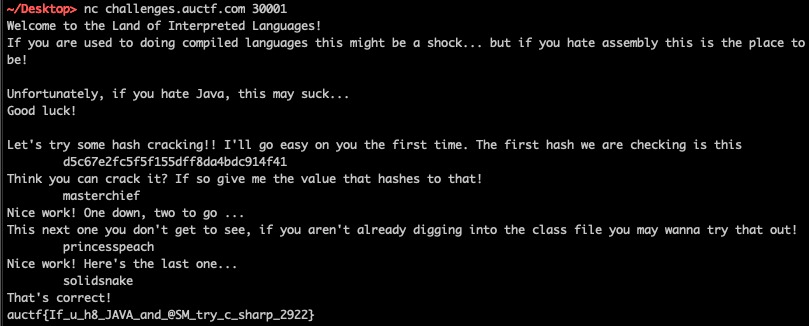 ~/Desktop> nc challenges.auctf.com 30001
Welcome to the Land of Interpreted Languages!
If you are used to doing compiled languages this might be a shock... but if you hate assembly this is the place to
be!
Unfortunately, if you hate Java, this may suck...
Good luck!
Let's try some hash cracking!! I'll go easy on you the first time. The first hash we are checking is this
d5c67e2fc5f5f155dff8da4bdc914f41
Think you can crack it? If so give me the value that hashes to that!
masterchief
Nice work! One down, two to go ...
This next one you don't get to see, if you aren't already digging into the class file you may wanna try that out!
princesspeach
Nice work! Here's the last one...
solidsnake
That's correct!
auctf{If_u_h8_JAVA_and_@SM_try_c_sharp_2922}